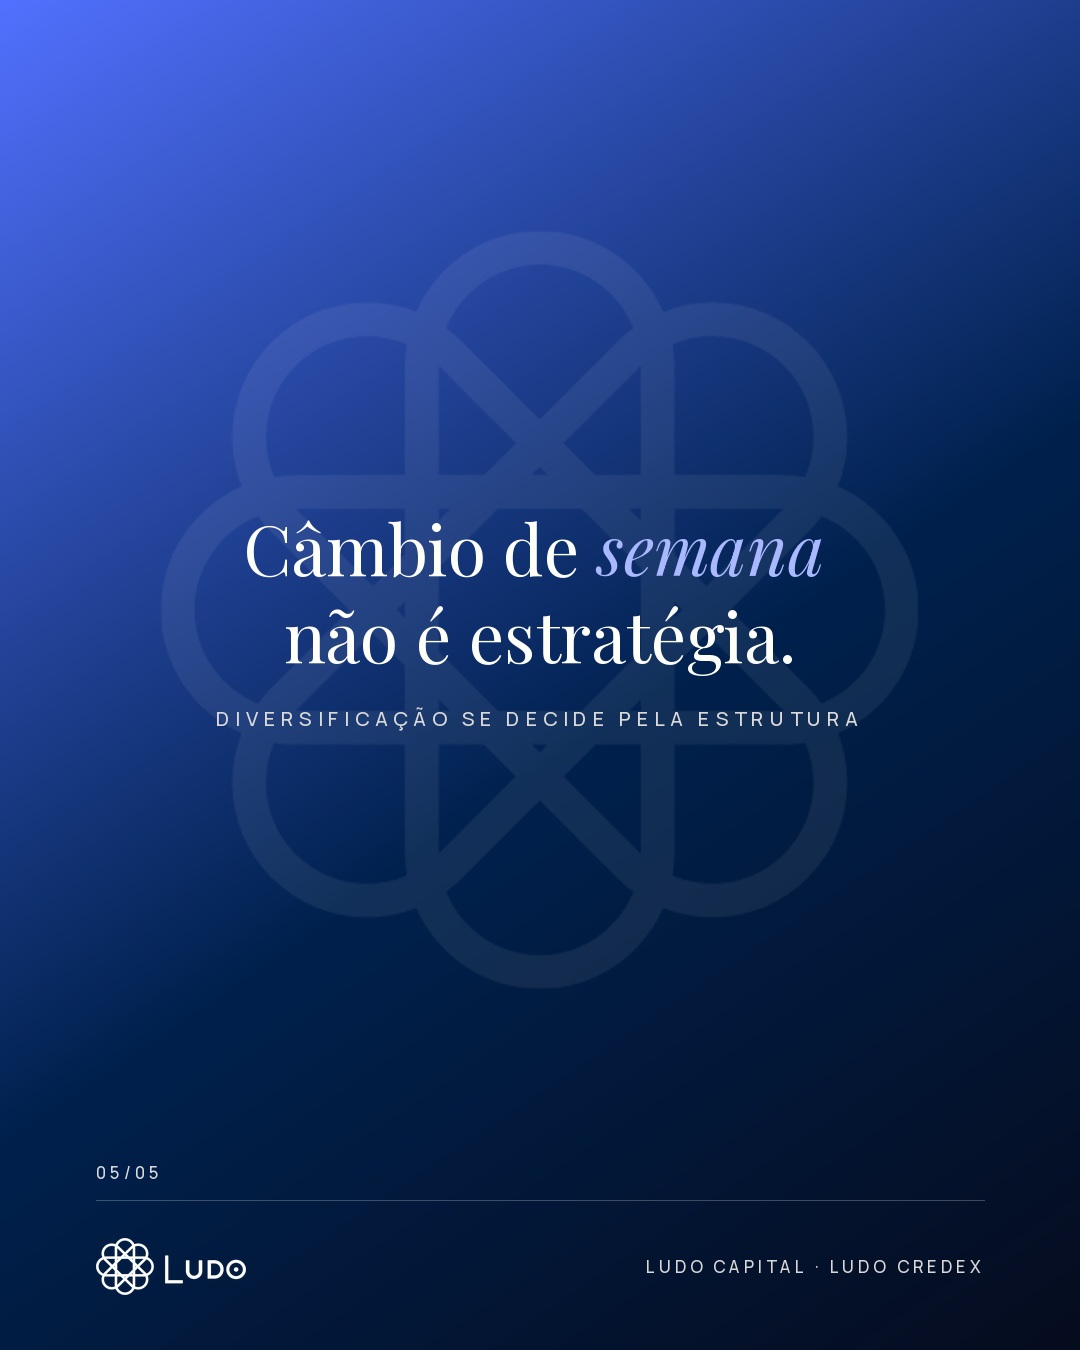 Câmbio de semana
não é estratégia.
DIVERSIFICAÇÃO SE DECIDE PELA ESTRUTURA
05/05
LUDO
LUDO CAPITAL · LUDO CREDEX